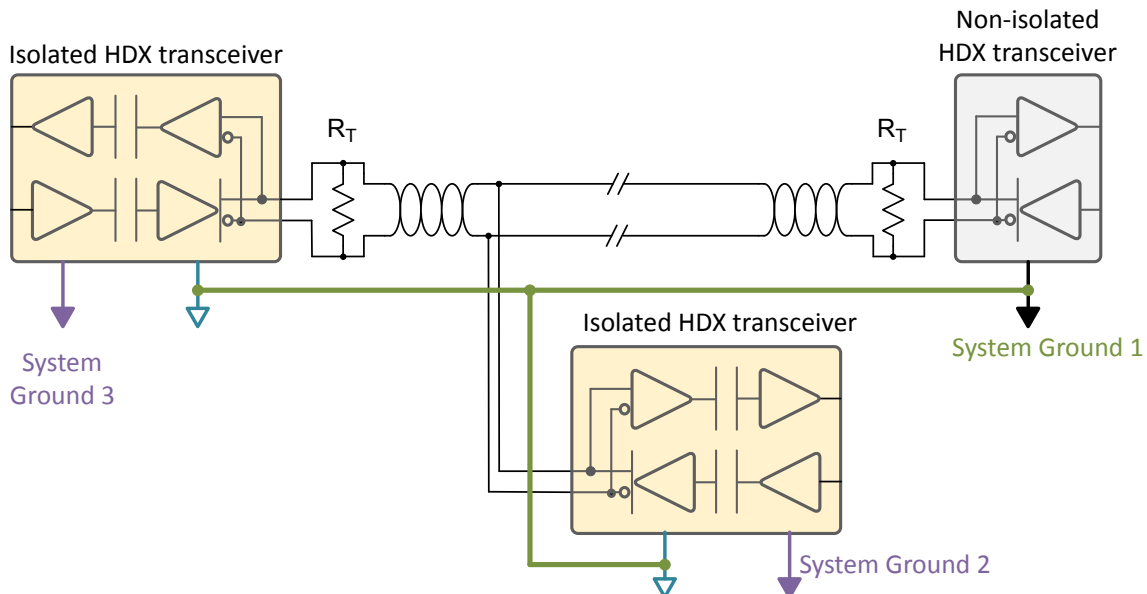 Non-isolated
HDX transceiver
Isolated HDX transceiver
RT
RT
Isolated HDX transceiver
System Ground 1
System
Ground 3
System Ground 2